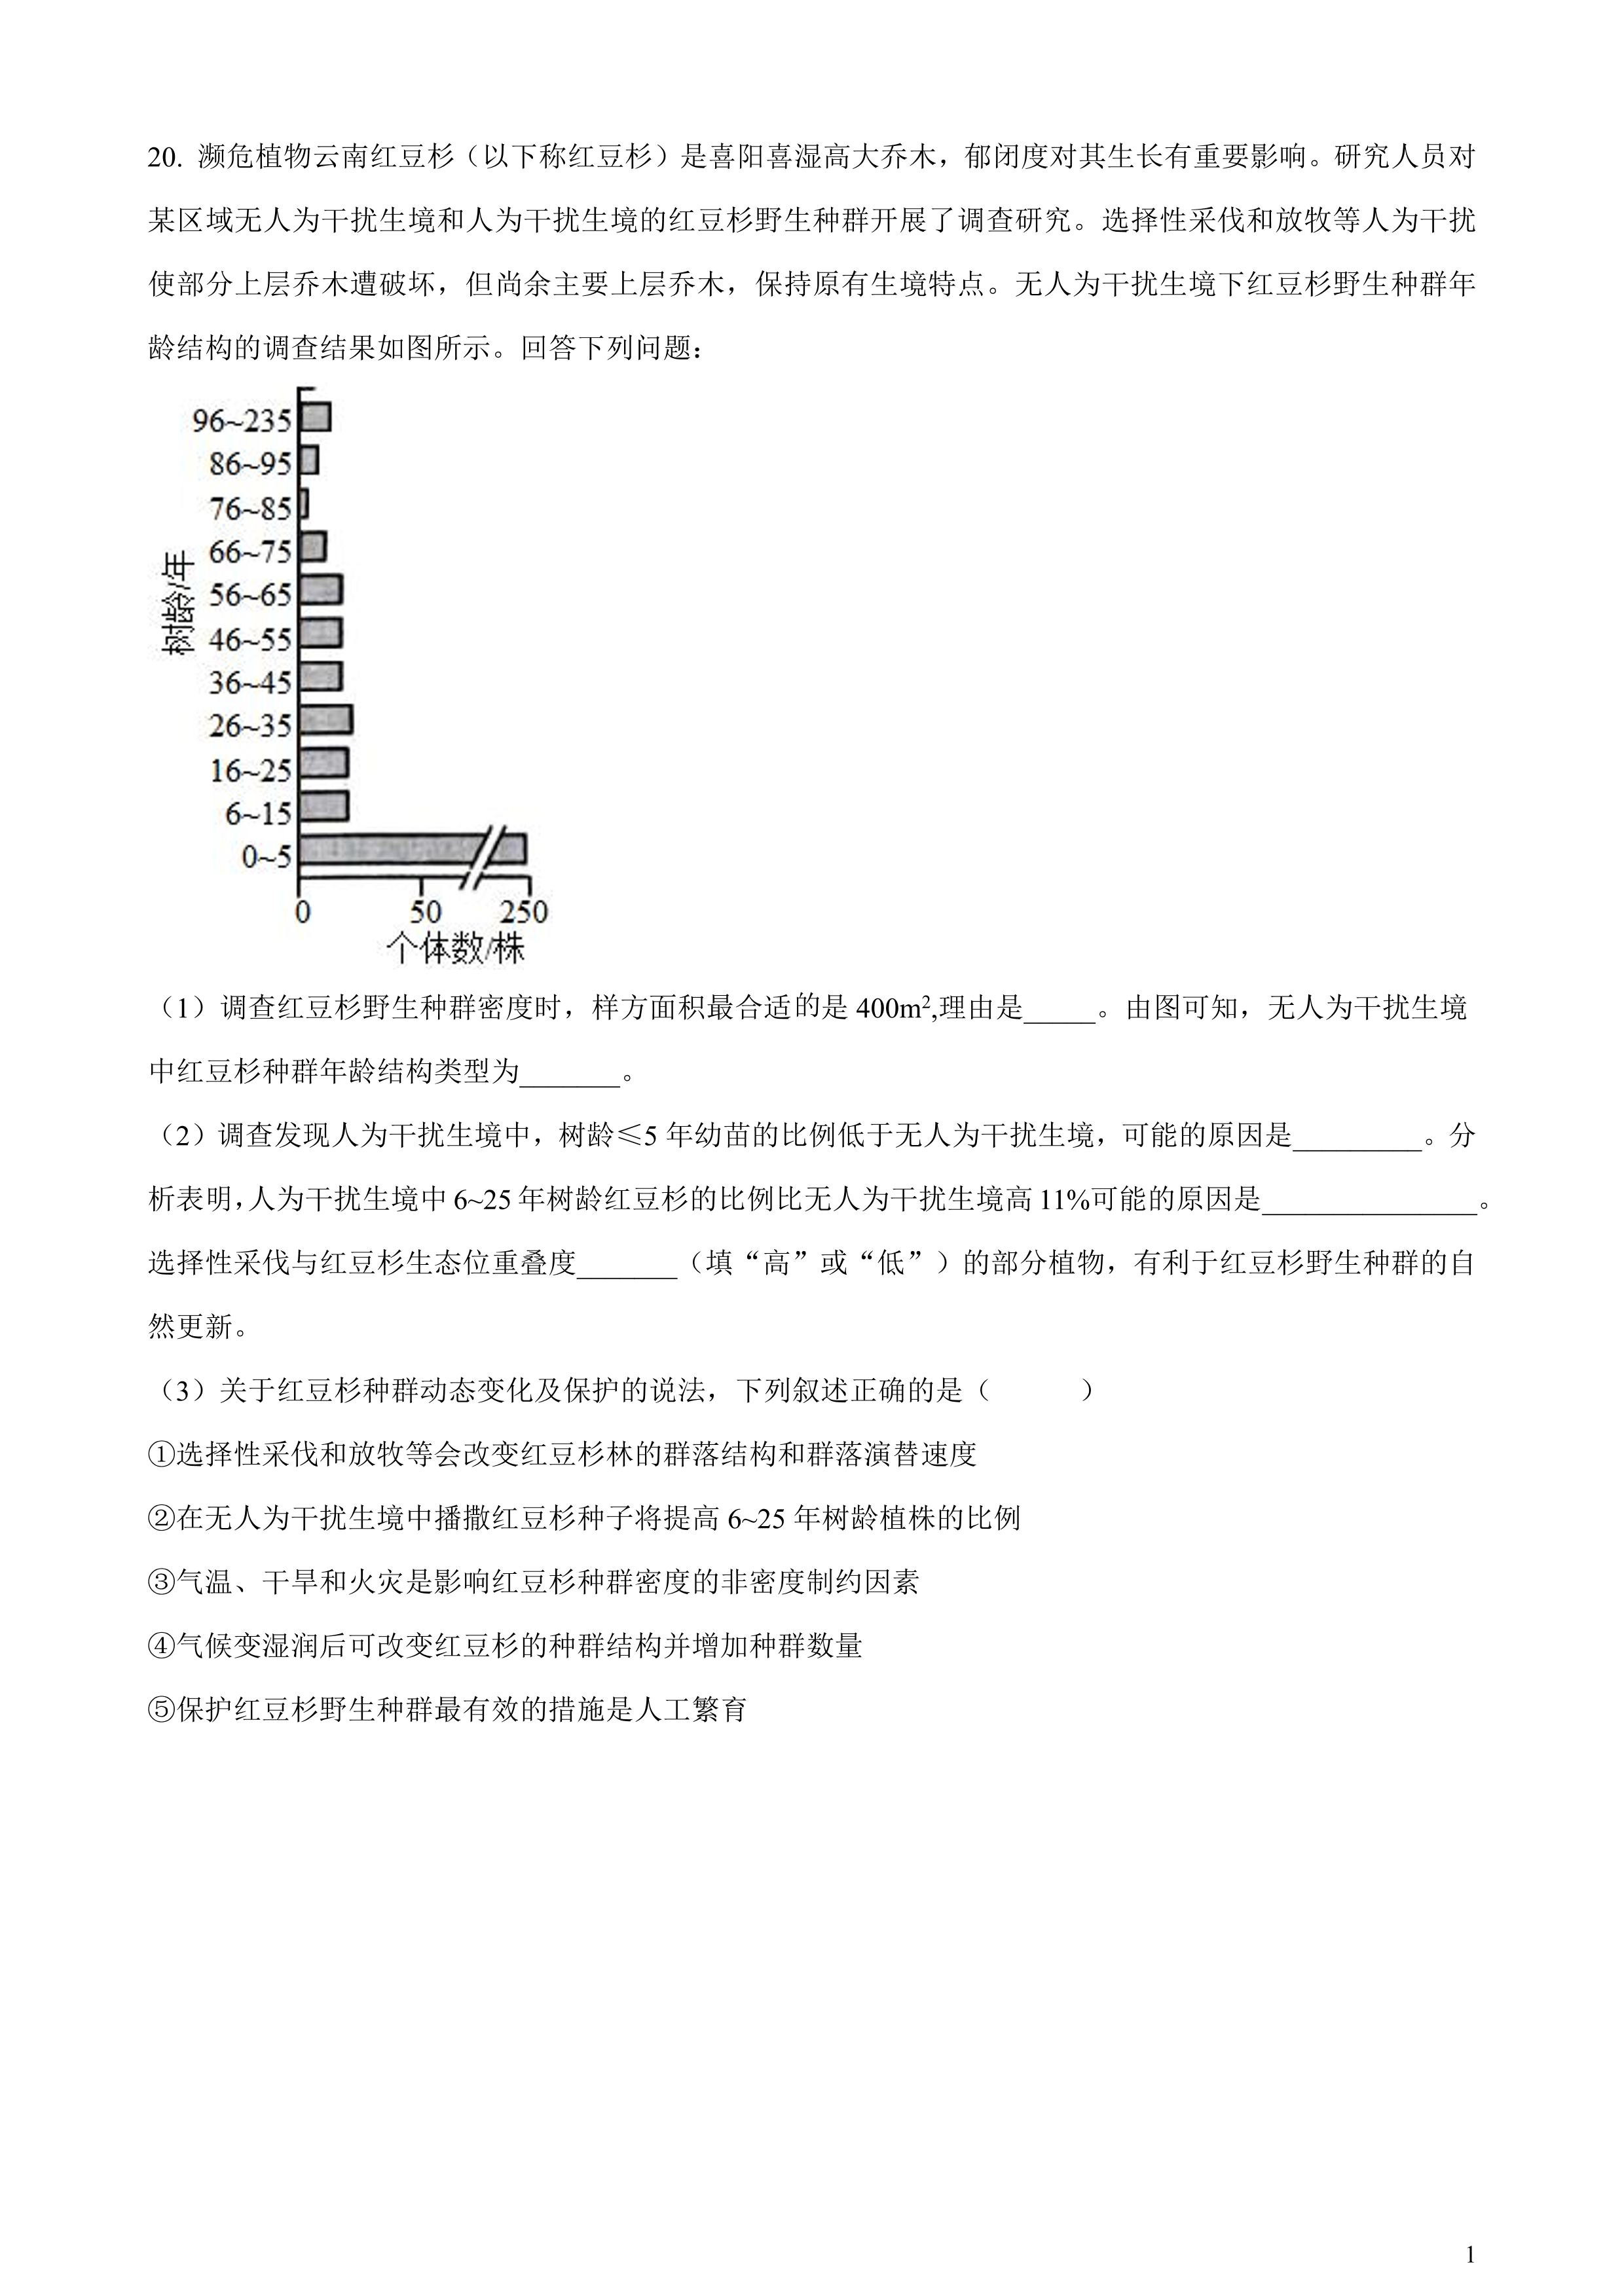 20. 濒危植物云南红豆杉（以下称红豆杉）是喜阳喜湿高大乔木，郁闭度对其生长有重要影响。研究人员对
某区域无人为干扰生境和人为干扰生境的红豆杉野生种群开展了调查研究。选择性采伐和放牧等人为干扰
使部分上层乔木遭破坏，但尚余主要上层乔木，保持原有生境特点。无人为干扰生境下红豆杉野生种群年
龄结构的调查结果如图所示。回答下列问题：
树龄/年
96~235
86~95
76~85
66~75
56~65
46~55
36~45
26~35
16~25
6~15
0~5
0 50 250
个体数/株
（1）调查红豆杉野生种群密度时，样方面积最合适的是 400m²,理由是_____。由图可知，无人为干扰生境
中红豆杉种群年龄结构类型为_______。
（2）调查发现人为干扰生境中，树龄≤5 年幼苗的比例低于无人为干扰生境，可能的原因是_________。分
析表明，人为干扰生境中 6~25 年树龄红豆杉的比例比无人为干扰生境高 11%可能的原因是_______________。
选择性采伐与红豆杉生态位重叠度_______（填“高”或“低”）的部分植物，有利于红豆杉野生种群的自
然更新。
（3）关于红豆杉种群动态变化及保护的说法，下列叙述正确的是（　　　）
①选择性采伐和放牧等会改变红豆杉林的群落结构和群落演替速度
②在无人为干扰生境中播撒红豆杉种子将提高 6~25 年树龄植株的比例
③气温、干旱和火灾是影响红豆杉种群密度的非密度制约因素
④气候变湿润后可改变红豆杉的种群结构并增加种群数量
⑤保护红豆杉野生种群最有效的措施是人工繁育
1